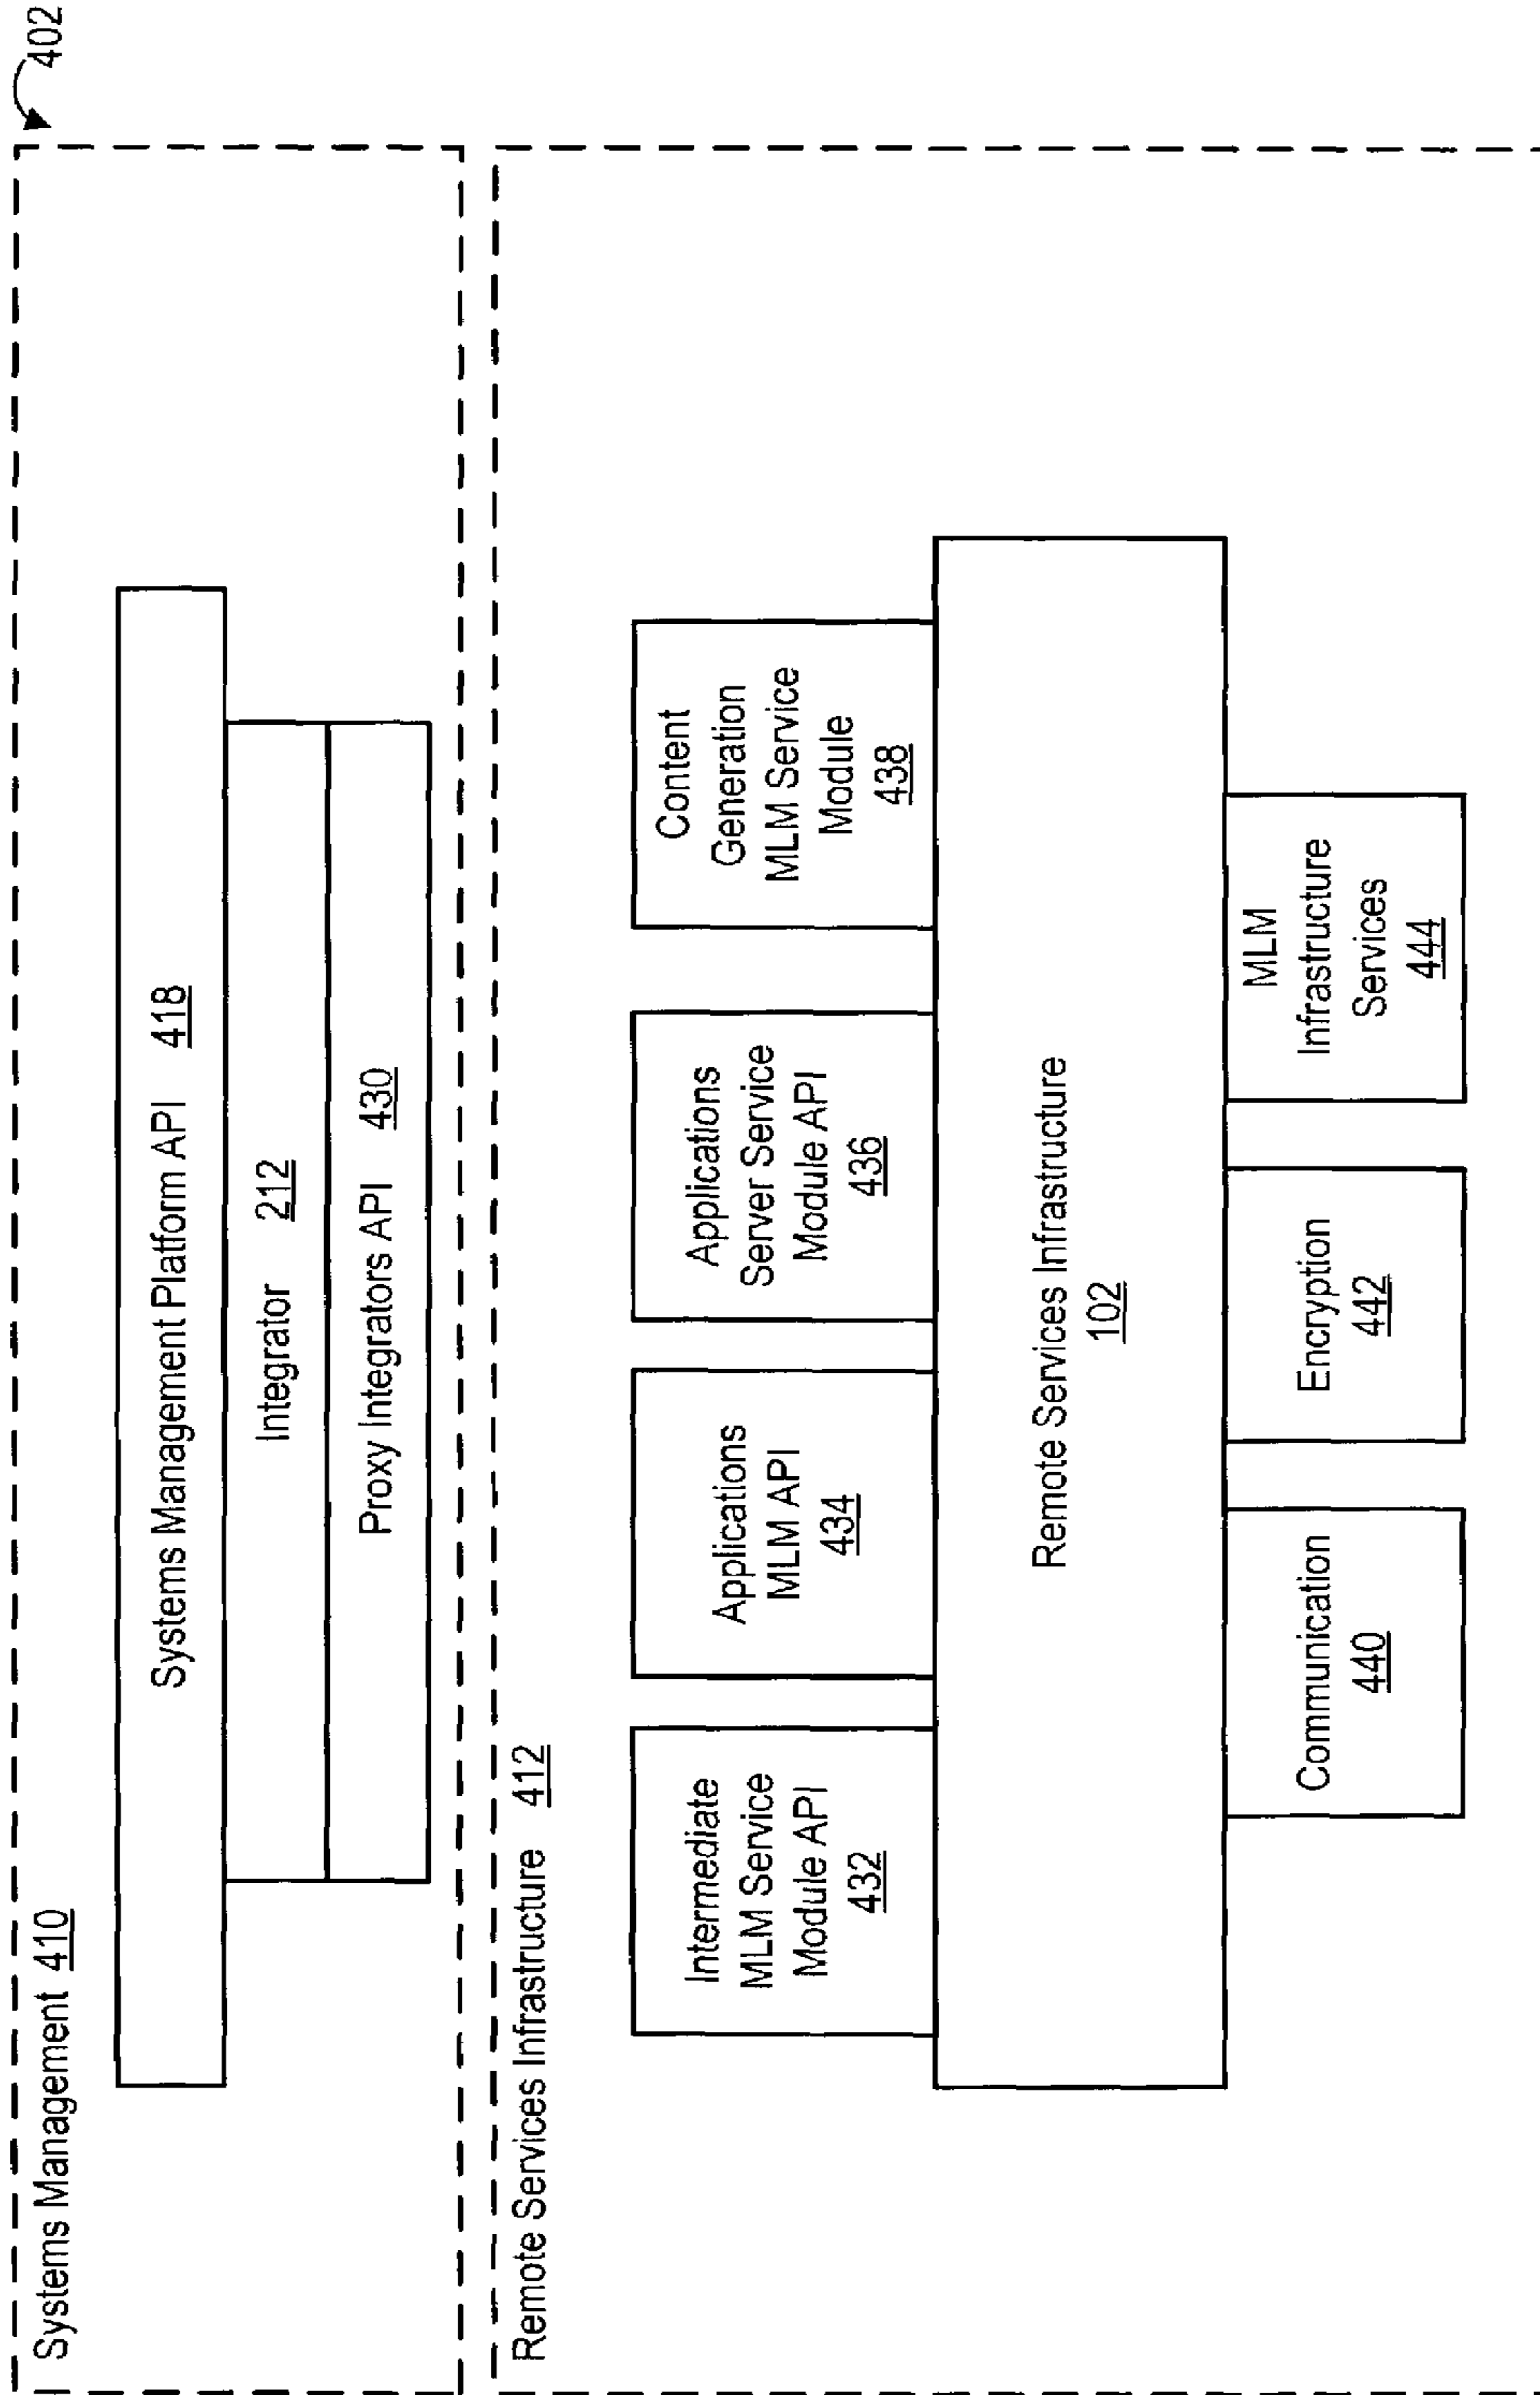 402
Systems Management 410
Systems Management Platform API 418
Integrator 212
Proxy Integrators API 430
Remote Services Infrastructure 412
Intermediate
MLM Service
Module API
432
Applications
MLM API
434
Applications
Server Service
Module API
436
Content
Generation
MLM Service
Module
438
Remote Services Infrastructure
102
Communication
440
Encryption
442
MLM
Infrastructure
Services
444